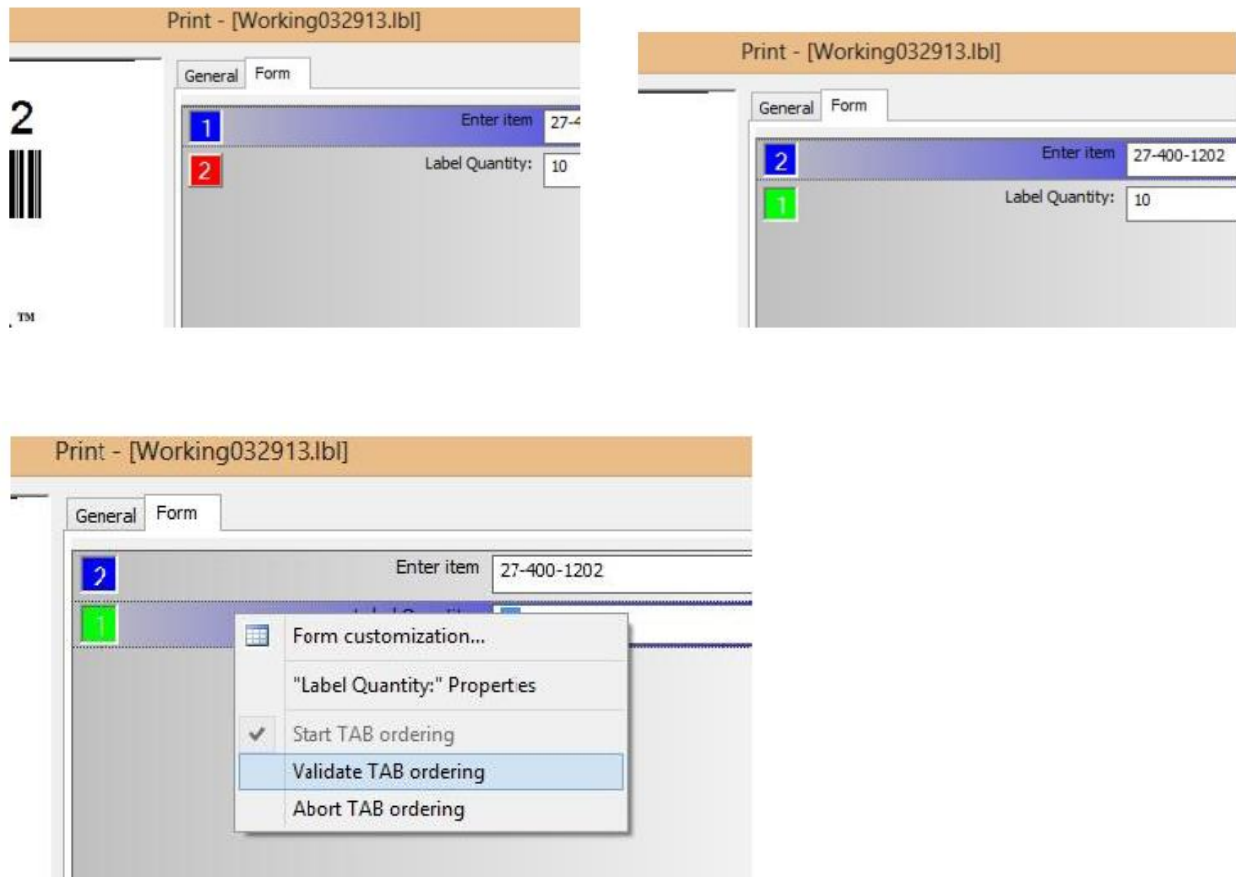 Print - [Working032913.lbl]
General Form
2
1 Enter item 27-4
2 Label Quantity: 10
TM
Print - [Working032913.lbl]
General Form
2 Enter item 27-400-1202
1 Label Quantity: 10
Print - [Working032913.lbl]
General Form
2 Enter item 27-400-1202
1
Form customization...
"Label Quantity:" Properties
Start TAB ordering
Validate TAB ordering
Abort TAB ordering